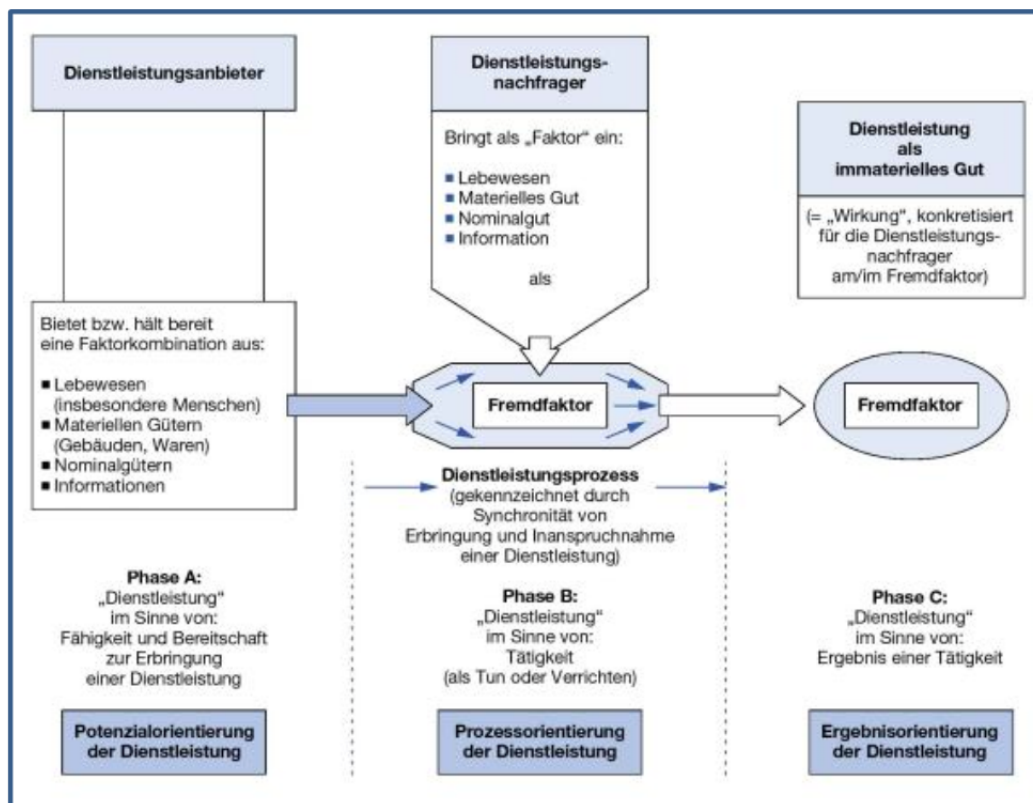 Dienstleistungsanbieter
Bietet bzw. hält bereit
eine Faktorkombination aus:
Lebewesen
(insbesondere Menschen)
Materiellen Gütern
(Gebäuden, Waren)
Nominalgütern
Informationen
Dienstleistungs-
nachfrager
Bringt als „Faktor“ ein:
Lebewesen
Materielles Gut
Nominalgut
Information
als
Fremdfaktor
Dienstleistung
als
immaterielles Gut
(= „Wirkung“, konkretisiert
für die Dienstleistungs-
nachfrager
am/im Fremdfaktor)
Fremdfaktor
Dienstleistungsprozess
(gekennzeichnet durch
Synchronität von
Erbringung und Inanspruchnahme
einer Dienstleistung)
Phase A:
„Dienstleistung“
im Sinne von:
Fähigkeit und Bereitschaft
zur Erbringung
einer Dienstleistung
Potenzialorientierung
der Dienstleistung
Phase B:
„Dienstleistung“
im Sinne von:
Tätigkeit
(als Tun oder Verrichten)
Prozessorientierung
der Dienstleistung
Phase C:
„Dienstleistung“
im Sinne von:
Ergebnis einer Tätigkeit
Ergebnisorientierung
der Dienstleistung